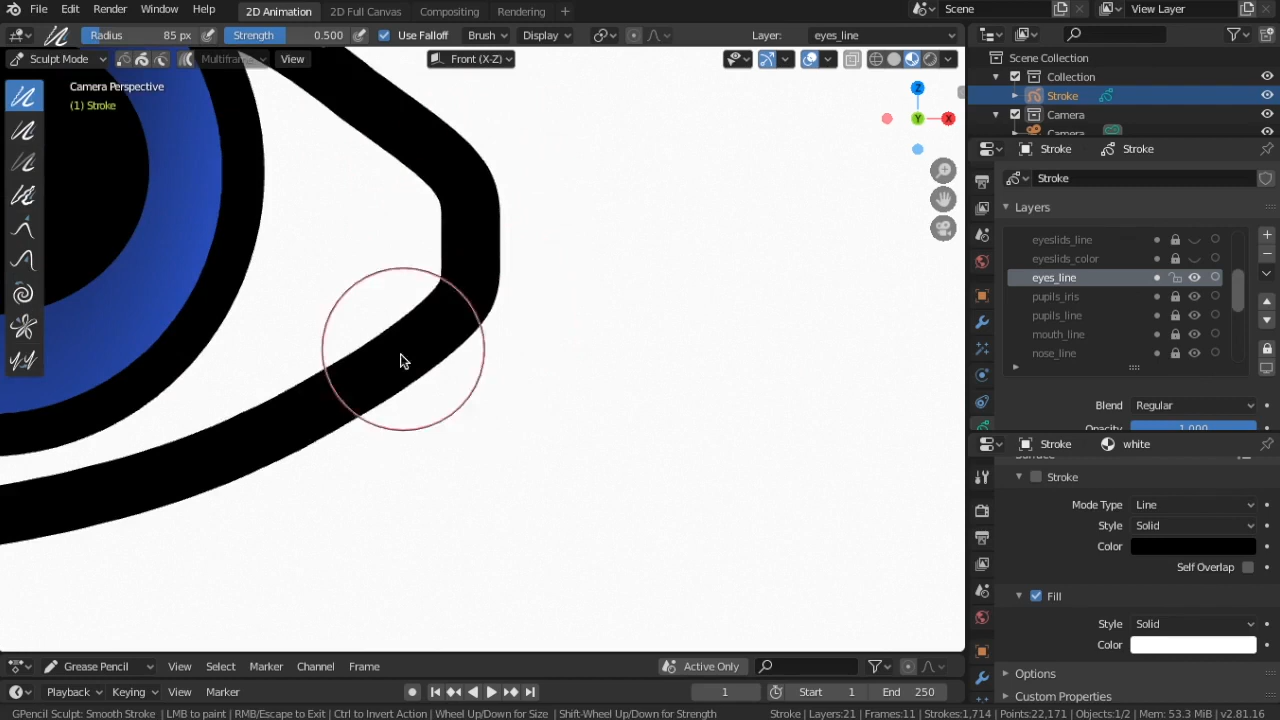 File Edit Render Window Help 2D Animation 2D Full Canvas Compositing Rendering + Scene View Layer
Radius 85 px Strength 0.500 Use Falloff Brush Display Layer: eyes_line
Sculpt Mode Multiframe View Front (X-Z)
Camera Perspective
(1) Stroke
Z
Y
X
Scene Collection
Collection
Stroke
Camera
Camera
Stroke Stroke
Stroke
Layers
eyeslids_line
eyeslids_color
eyes_line
pupils_iris
pupils_line
mouth_line
nose_line
Blend Regular
Opacity 1.000
Stroke white
Surface
Stroke
Mode Type Line
Style Solid
Color
Self Overlap
Fill
Style Solid
Color
Options
Custom Properties
Grease Pencil View Select Marker Channel Frame Active Only
Playback Keying View Marker 1 Start 1 End 250
GPencil Sculpt: Smooth Stroke | LMB to paint | RMB/Escape to Exit | Ctrl to Invert Action | Wheel Up/Down for Size | Shift-Wheel Up/Down for Strength Stroke | Layers:21 | Frames:11 | Strokes:1,714 | Points:22,171 | Objects:1/2 | Mem: 53.3 MiB | v2.81.16